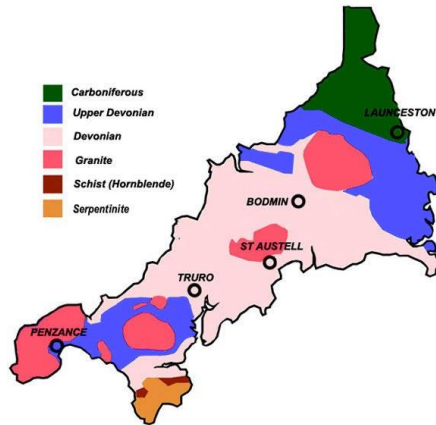 Carboniferous
Upper Devonian
Devonian
Granite
Schist (Hornblende)
Serpentinite
LAUNCESTON
BODMIN
ST AUSTELL
TRURO
PENZANCE